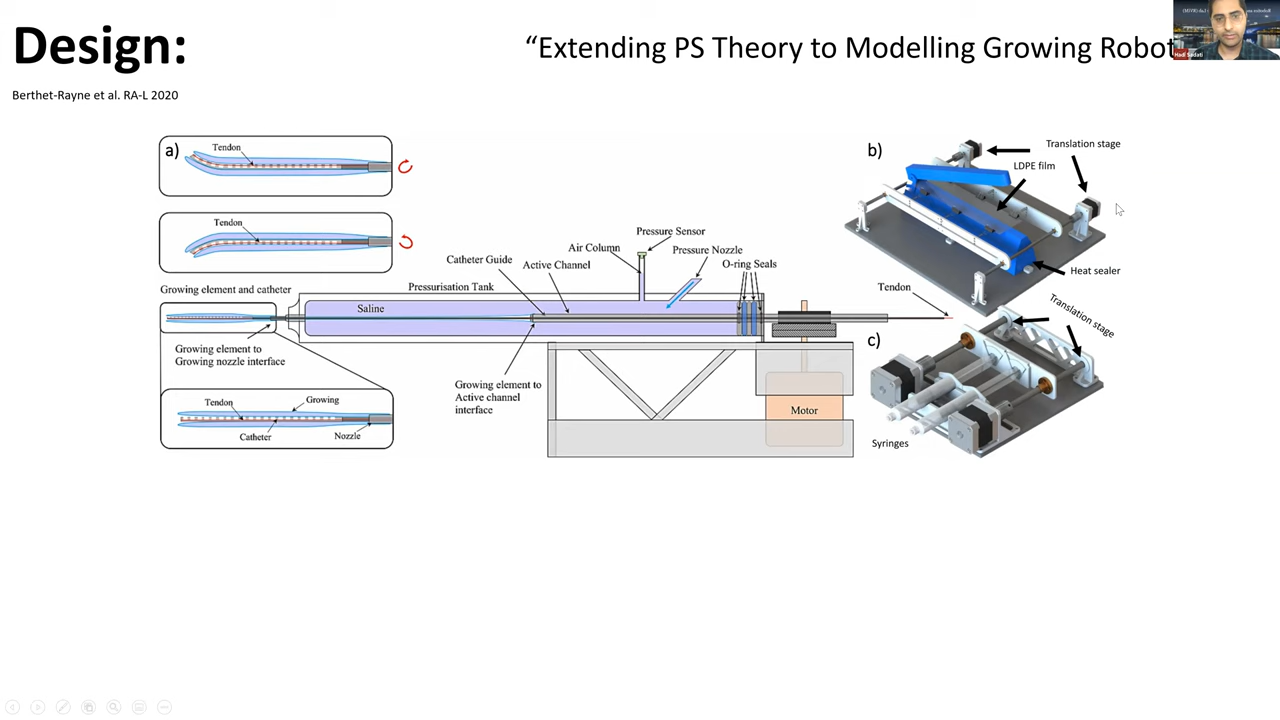 Design:
“Extending PS Theory to Modelling Growing Robot
Hadi Sadati
Berthet-Rayne et al. RA-L 2020
a)
Tendon
Tendon
Growing element and catheter
Growing element to
Growing nozzle interface
Tendon
Growing
Catheter
Nozzle
Pressurisation Tank
Saline
Catheter Guide
Active Channel
Air Column
Pressure Sensor
Pressure Nozzle
O-ring Seals
Growing element to
Active channel
interface
Motor
Tendon
b)
Translation stage
LDPE film
Heat sealer
c)
Translation stage
Syringes